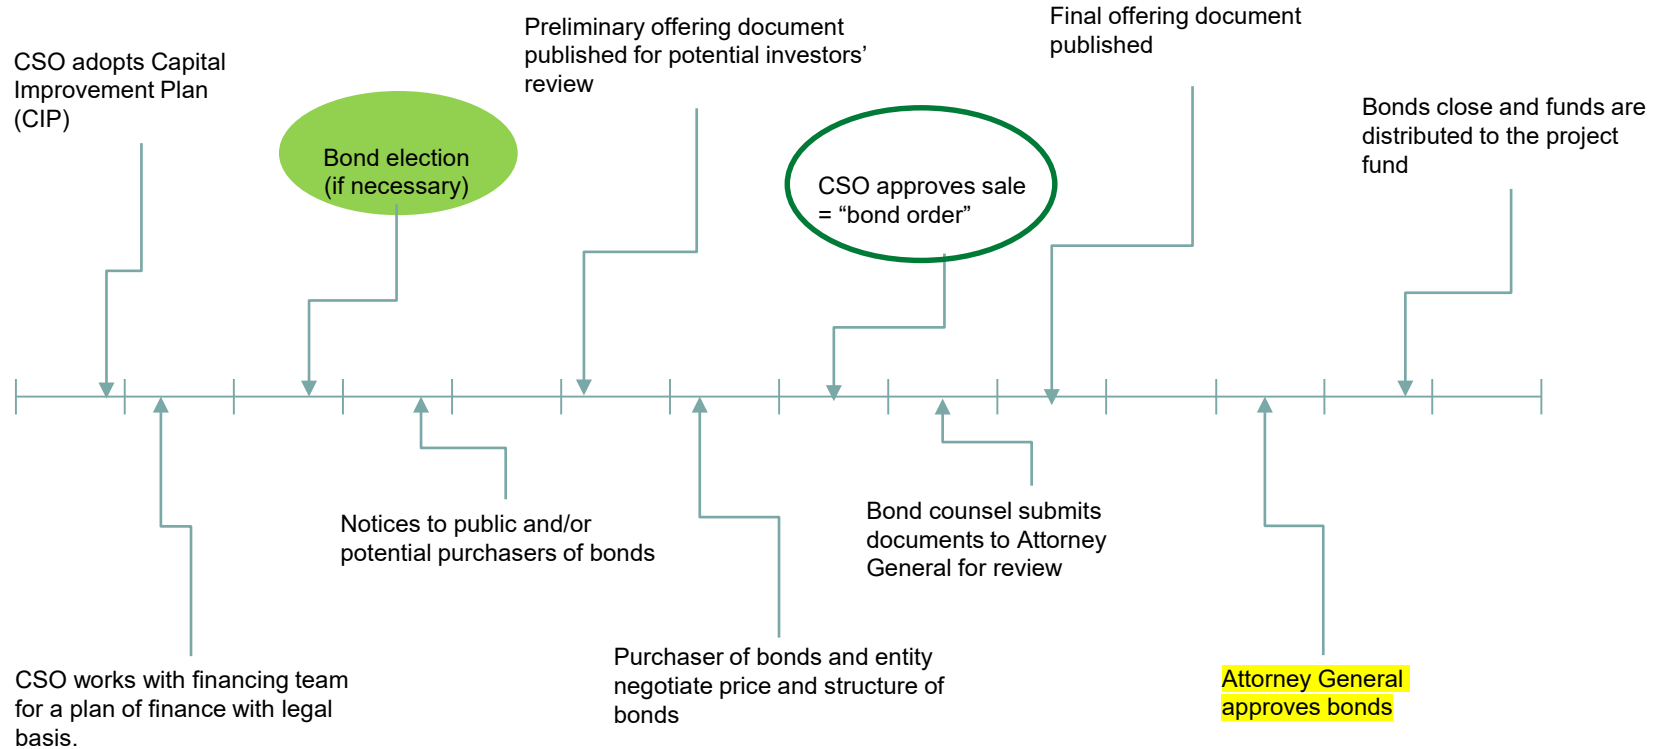 CSO adopts Capital
Improvement Plan
(CIP)
Bond election
(if necessary)
Preliminary offering document
published for potential investors’
review
CSO approves sale
= “bond order”
Final offering document
published
Bonds close and funds are
distributed to the project
fund
CSO works with financing team
for a plan of finance with legal
basis.
Notices to public and/or
potential purchasers of bonds
Purchaser of bonds and entity
negotiate price and structure of
bonds
Bond counsel submits
documents to Attorney
General for review
Attorney General
approves bonds